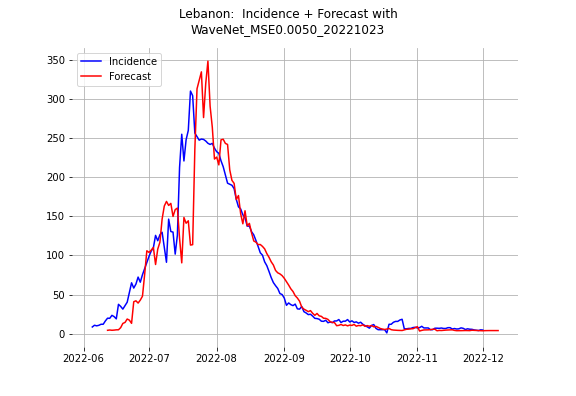 Lebanon:  Incidence + Forecast with
WaveNet_MSE0.0050_20221023
Incidence
Forecast
350
300
250
200
150
100
50
0
2022-06 2022-07 2022-08 2022-09 2022-10 2022-11 2022-12